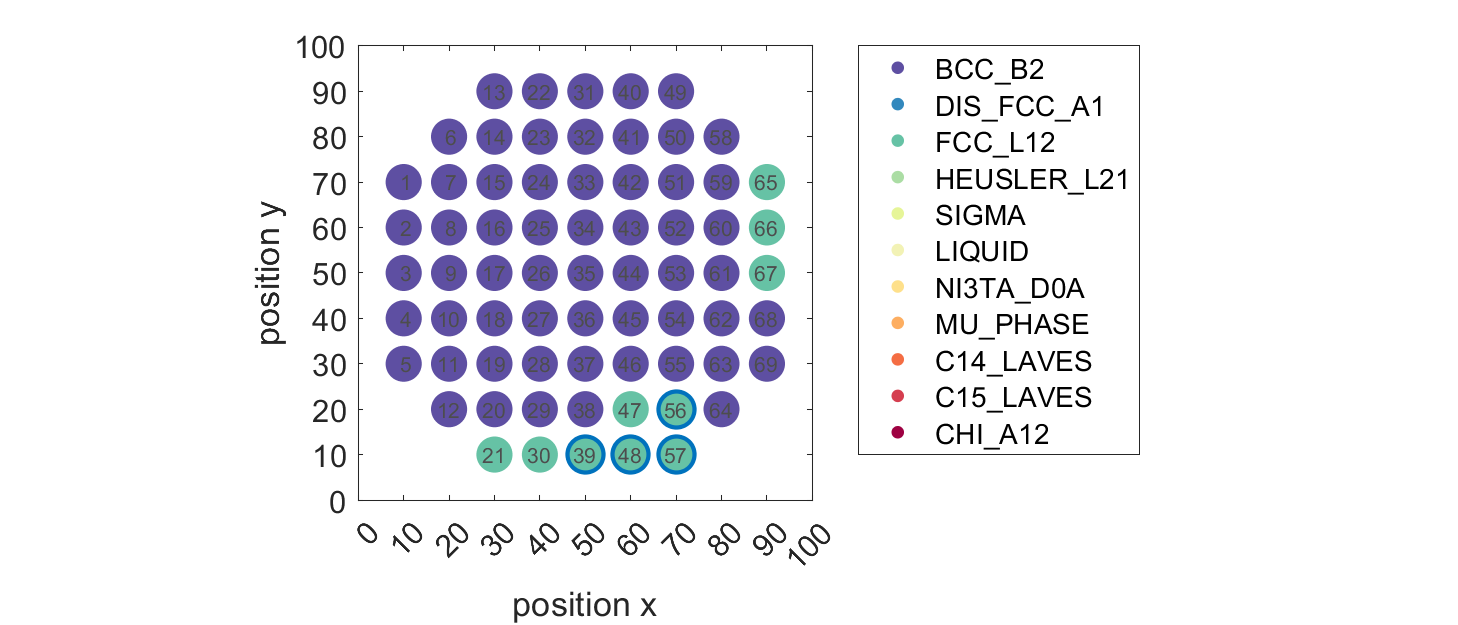 100
90
80
70
60
50
40
30
20
10
0
position y
13 22 31 40 49
6 14 23 32 41 50 58
1 7 15 24 33 42 51 59 65
2 8 16 25 34 43 52 60 66
3 9 17 26 35 44 53 61 67
4 10 18 27 36 45 54 62 68
5 11 19 28 37 46 55 63 69
12 20 29 38 47 56 64
21 30 39 48 57
0 10 20 30 40 50 60 70 80 90 100
position x
BCC_B2
DIS_FCC_A1
FCC_L12
HEUSLER_L21
SIGMA
LIQUID
NI3TA_D0A
MU_PHASE
C14_LAVES
C15_LAVES
CHI_A12